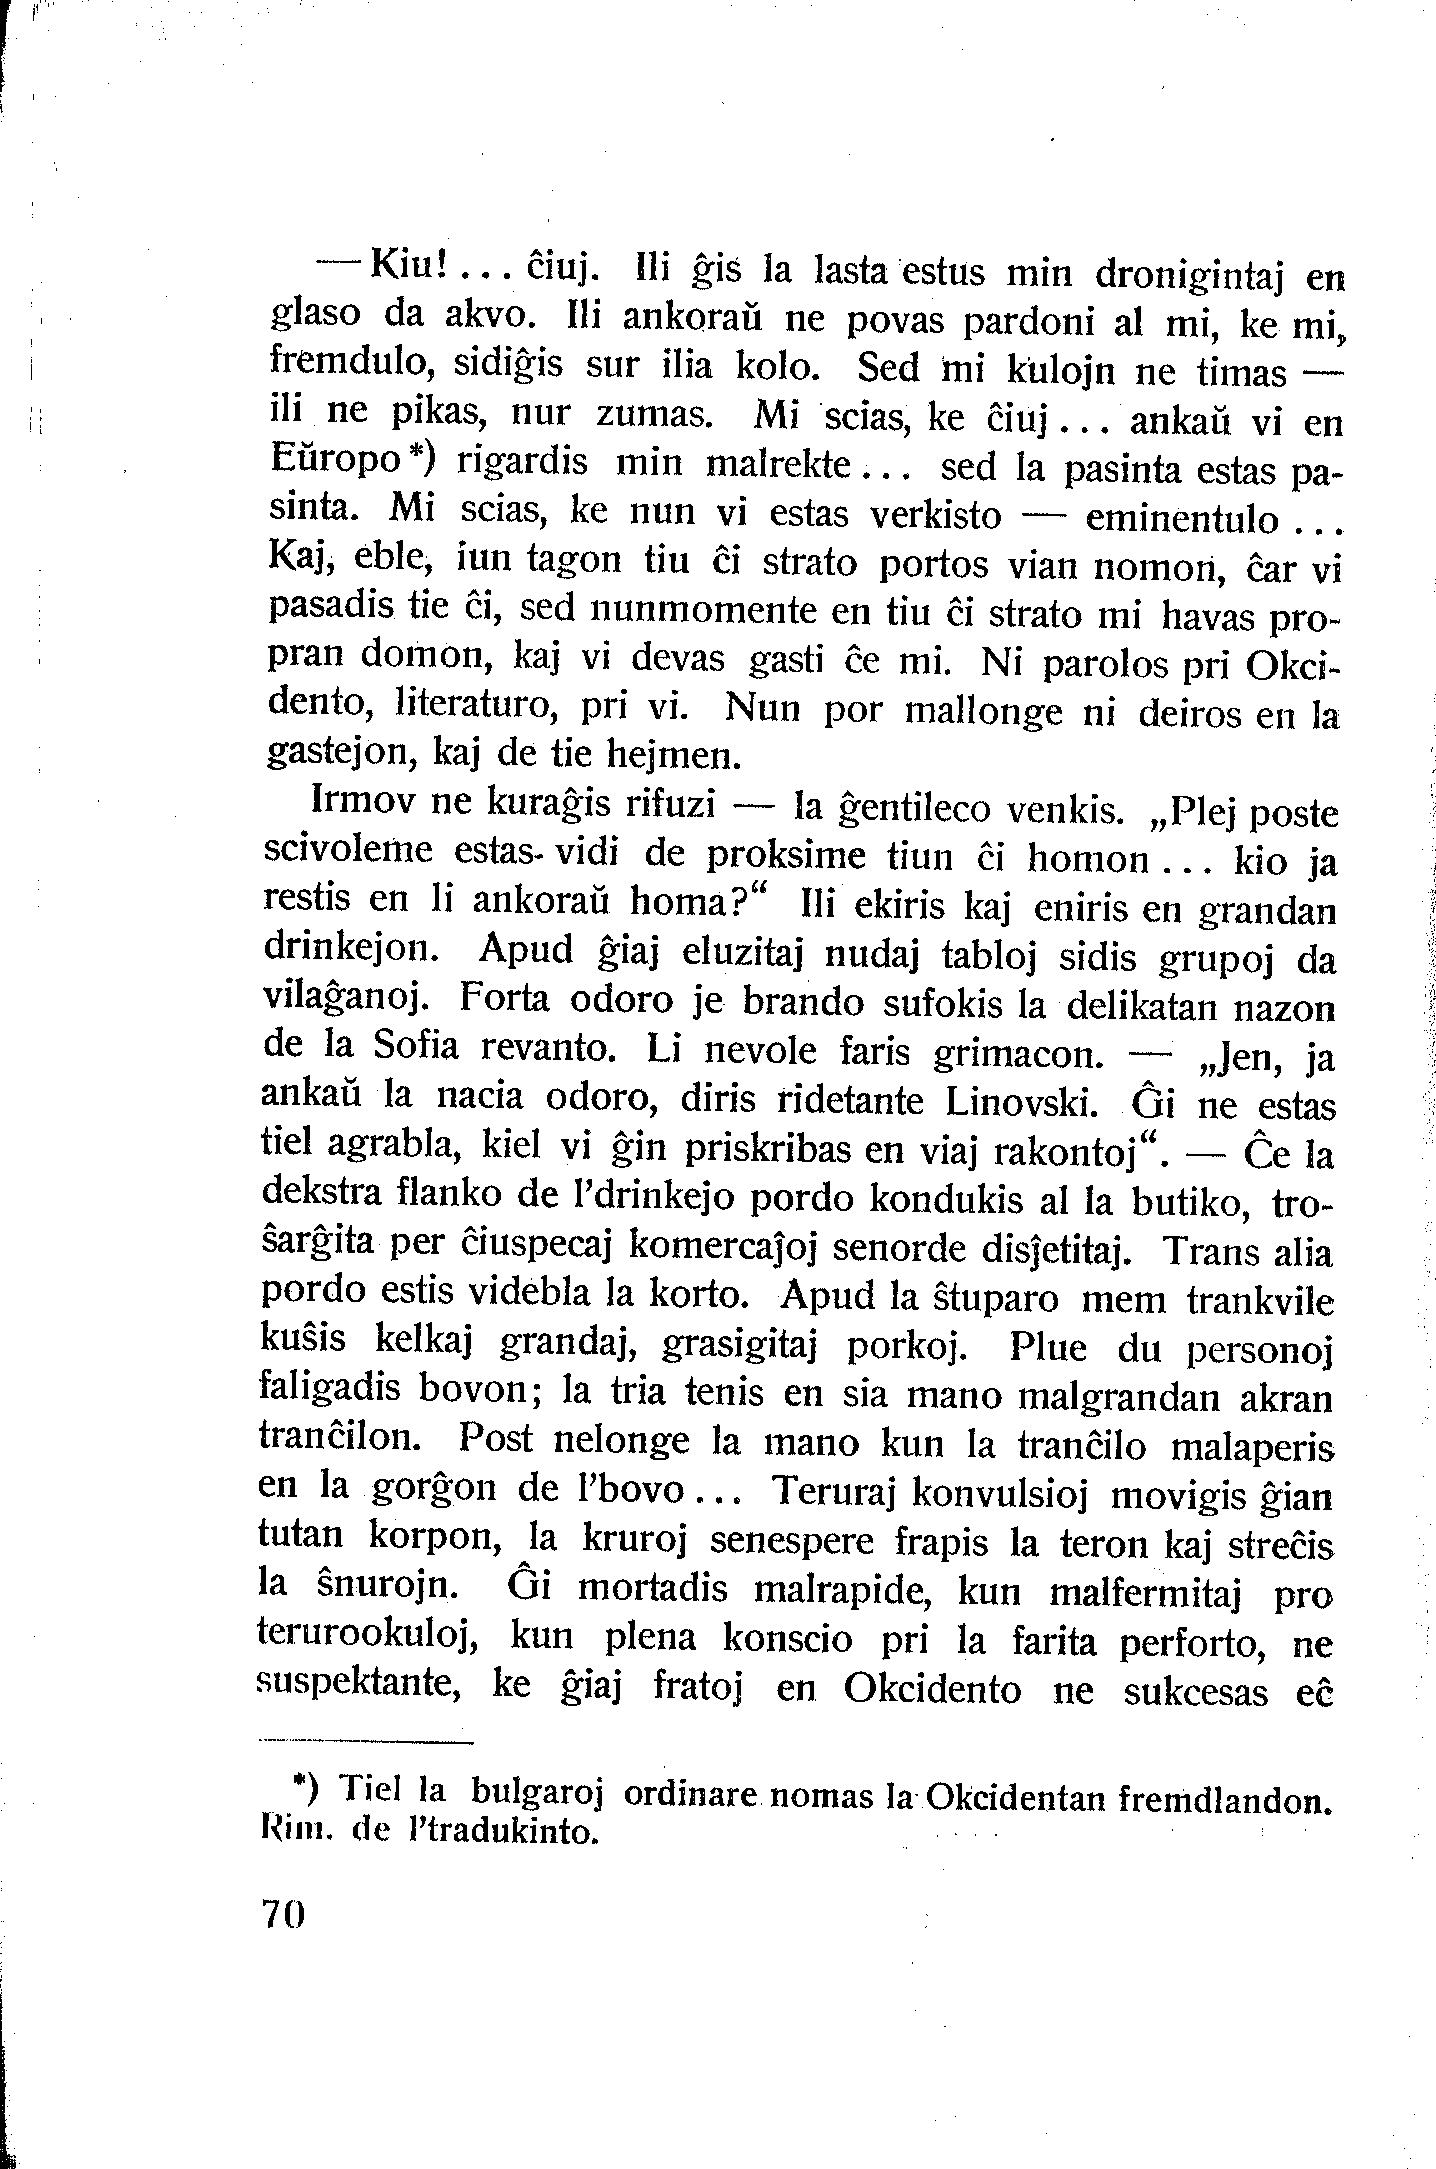 — Kiu! ... ĉiuj. Ili ĝis la lasta estus min dronigintaj en
glaso da akvo. Ili ankoraŭ ne povas pardoni al mi, ke mi,
fremdulo, sidiĝis sur ilia kolo. Sed mi kulojn ne timas —
ili ne pikas, nur zumas. Mi scias, ke ĉiuj ... ankaŭ vi en
Eŭropo *) rigardis min malrekte ... sed la pasinta estas pa-
sinta. Mi scias, ke nun vi estas verkisto — eminentulo ...
Kaj, eble, iun tagon tiu ĉi strato portos vian nomon, ĉar vi
pasadis tie ĉi, sed nunmomente en tiu ĉi strato mi havas pro-
pran domon, kaj vi devas gasti ĉe mi. Ni parolos pri Okci-
dento, literaturo, pri vi. Nun por mallonge ni deiros en la
gastejon, kaj de tie hejmen.
Irmov ne kuraĝis rifuzi — la ĝentileco venkis. „Plej poste
scivoleme estas- vidi de proksime tiun ĉi homon ... kio ja
restis en li ankoraŭ homa?“ Ili ekiris kaj eniris en grandan
drinkejon. Apud ĝiaj eluzitaj nudaj tabloj sidis grupoj da
vilaĝanoj. Forta odoro je brando sufokis la delikatan nazon
de la Sofia revanto. Li nevole faris grimacon. — „Jen, ja
ankaŭ la nacia odoro, diris ridetante Linovski. Ĝi ne estas
tiel agrabla, kiel vi ĝin priskribas en viaj rakontoj“. — Ĉe la
dekstra flanko de l'drinkejo pordo kondukis al la butiko, tro-
ŝarĝita per ĉiuspecaj komercaĵoj senorde disĵetitaj. Trans alia
pordo estis videbla la korto. Apud la ŝtuparo mem trankvile
kuŝis kelkaj grandaj, grasigitaj porkoj. Plue du personoj
faligadis bovon; la tria tenis en sia mano malgrandan akran
tranĉilon. Post nelonge la mano kun la tranĉilo malaperis
en la gorĝon de l'bovo ... Teruraj konvulsioj movigis ĝian
tutan korpon, la kruroj senespere frapis la teron kaj streĉis
la ŝnurojn. Ĝi mortadis malrapide, kun malfermitaj pro
terurookuloj, kun plena konscio pri la farita perforto, ne
suspektante, ke ĝiaj fratoj en Okcidento ne sukcesas eĉ
*) Tiel la bulgaroj ordinare nomas la Okcidentan fremdlandon.
Rim. de l'tradukinto.
70